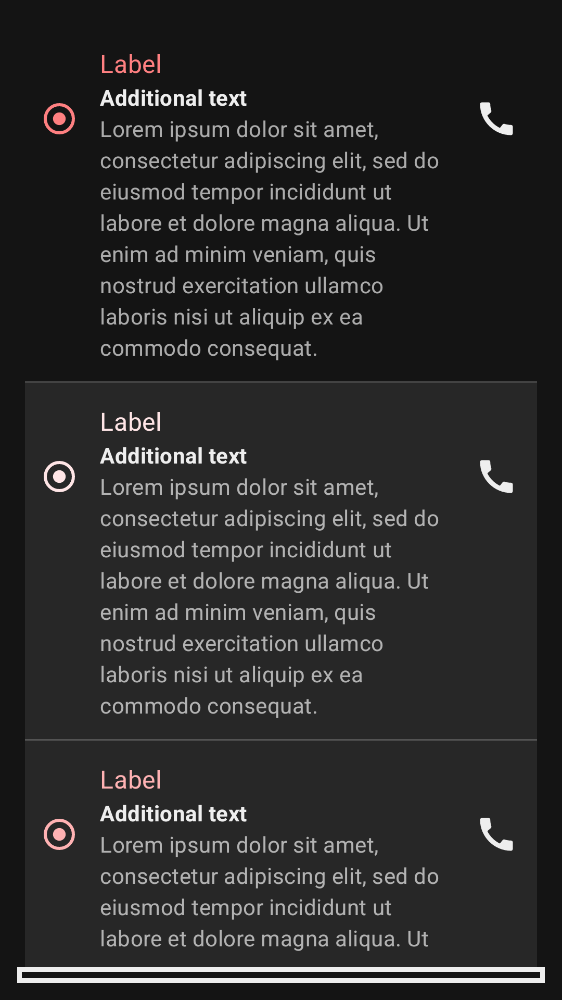 Label
Additional text
Lorem ipsum dolor sit amet,
consectetur adipiscing elit, sed do
eiusmod tempor incididunt ut
labore et dolore magna aliqua. Ut
enim ad minim veniam, quis
nostrud exercitation ullamco
laboris nisi ut aliquip ex ea
commodo consequat.
Label
Additional text
Lorem ipsum dolor sit amet,
consectetur adipiscing elit, sed do
eiusmod tempor incididunt ut
labore et dolore magna aliqua. Ut
enim ad minim veniam, quis
nostrud exercitation ullamco
laboris nisi ut aliquip ex ea
commodo consequat.
Label
Additional text
Lorem ipsum dolor sit amet,
consectetur adipiscing elit, sed do
eiusmod tempor incididunt ut
labore et dolore magna aliqua. Ut